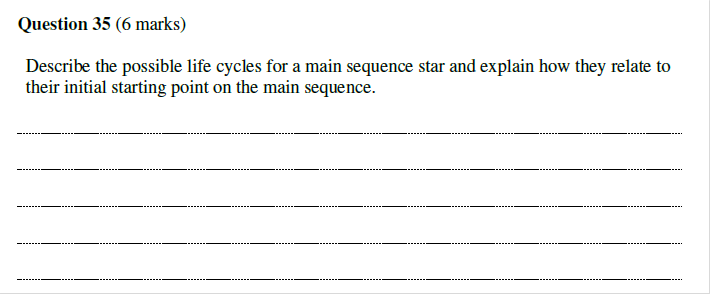 Question 35 (6 marks)
Describe the possible life cycles for a main sequence star and explain how they relate to
their initial starting point on the main sequence.